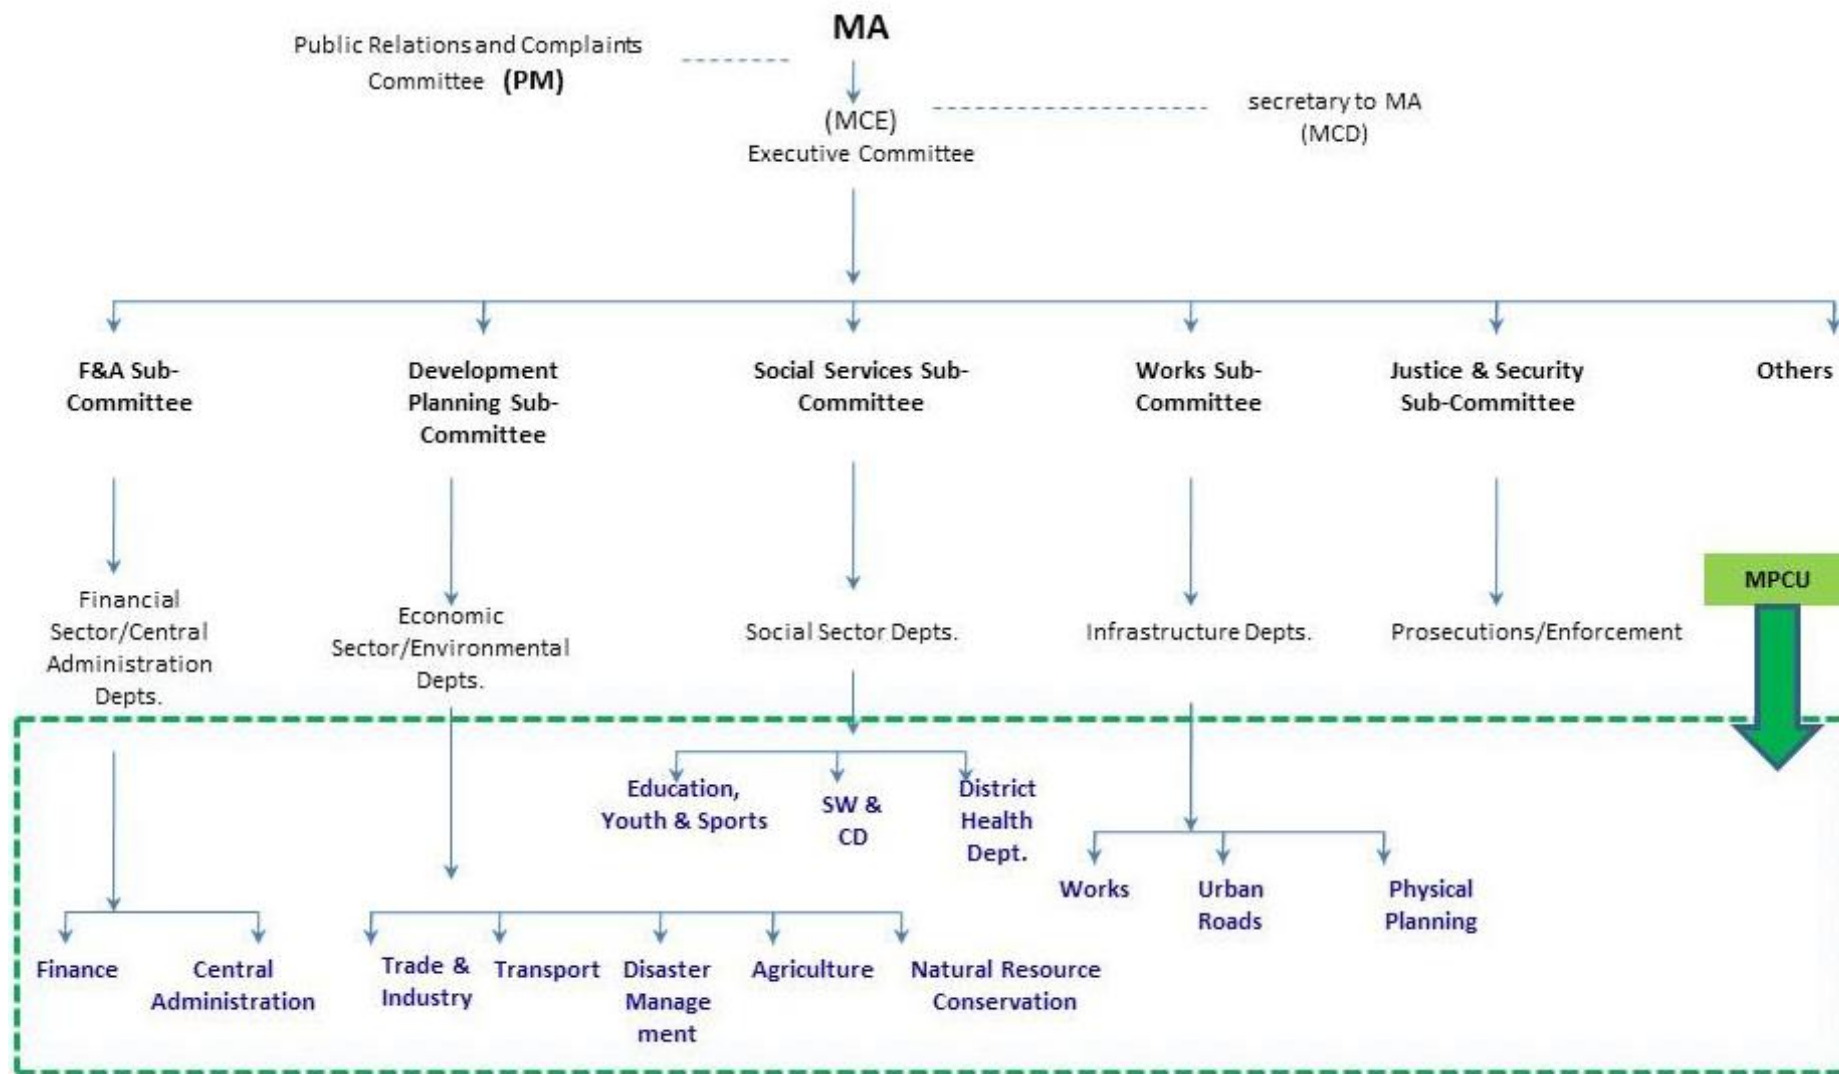 MA
Public Relations and Complaints
Committee (PM)
secretary to MA
(MCD)
(MCE)
Executive Committee
F&A Sub-
Committee
Development
Planning Sub-
Committee
Social Services Sub-
Committee
Works Sub-
Committee
Justice & Security
Sub-Committee
Others
MPCU
Financial
Sector/Central
Administration
Depts.
Economic
Sector/Environmental
Depts.
Social Sector Depts.
Infrastructure Depts.
Prosecutions/Enforcement
Education,
Youth & Sports
SW &
CD
District
Health
Dept.
Works
Urban
Roads
Physical
Planning
Finance
Central
Administration
Trade &
Industry
Transport
Disaster
Manage
ment
Agriculture
Natural Resource
Conservation